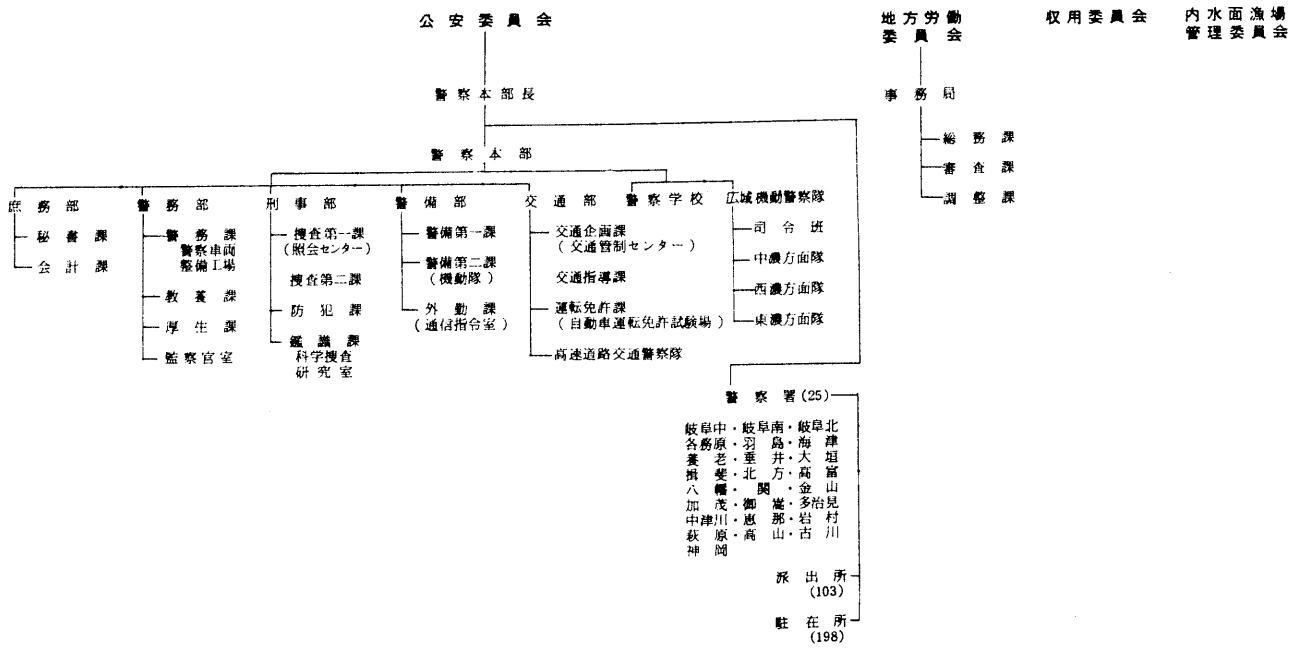 公安委員会
地方労働
委員会
収用委員会
内水面漁場
管理委員会
警察本部長
事務局
総務課
審査課
調整課
警察本部
庶務部
秘書課
会計課
警務部
警務課
警察車両
整備工場
教養課
厚生課
監察官室
刑事部
捜査第一課
(照会センター)
捜査第二課
防犯課
鑑識課
科学捜査
研究室
警備部
警備第一課
警備第二課
(機動隊)
外勤課
(通信指令室)
交通部
交通企画課
(交通管制センター)
交通指導課
運転免許課
(自動車運転免許試験場)
高速道路交通警察隊
警察学校
広域機動警察隊
司令班
中濃方面隊
西濃方面隊
東濃方面隊
警察署(25)
岐阜中・岐阜南・岐阜北
各務原・羽島・海津
養老・垂井・大垣
揖斐・北方・高富
八幡・関・金山
加茂・御嵩・多治見
中津川・恵那・岩村
萩原・高山・古川
神岡
派出所
(103)
駐在所
(198)